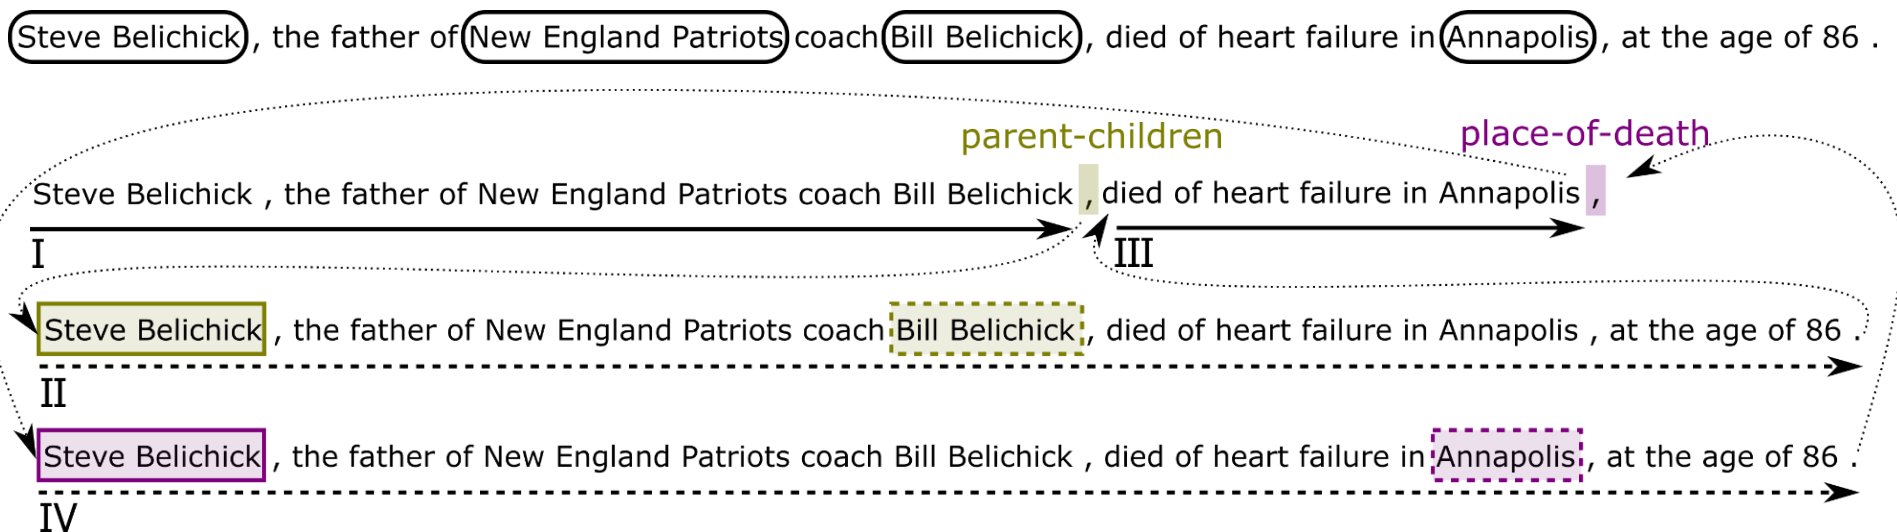 Steve Belichick , the father of New England Patriots coach Bill Belichick , died of heart failure in Annapolis , at the age of 86 .
parent-children place-of-death
Steve Belichick , the father of New England Patriots coach Bill Belichick , died of heart failure in Annapolis ,
I III
Steve Belichick , the father of New England Patriots coach Bill Belichick , died of heart failure in Annapolis , at the age of 86 .
II
Steve Belichick , the father of New England Patriots coach Bill Belichick , died of heart failure in Annapolis , at the age of 86 .
IV